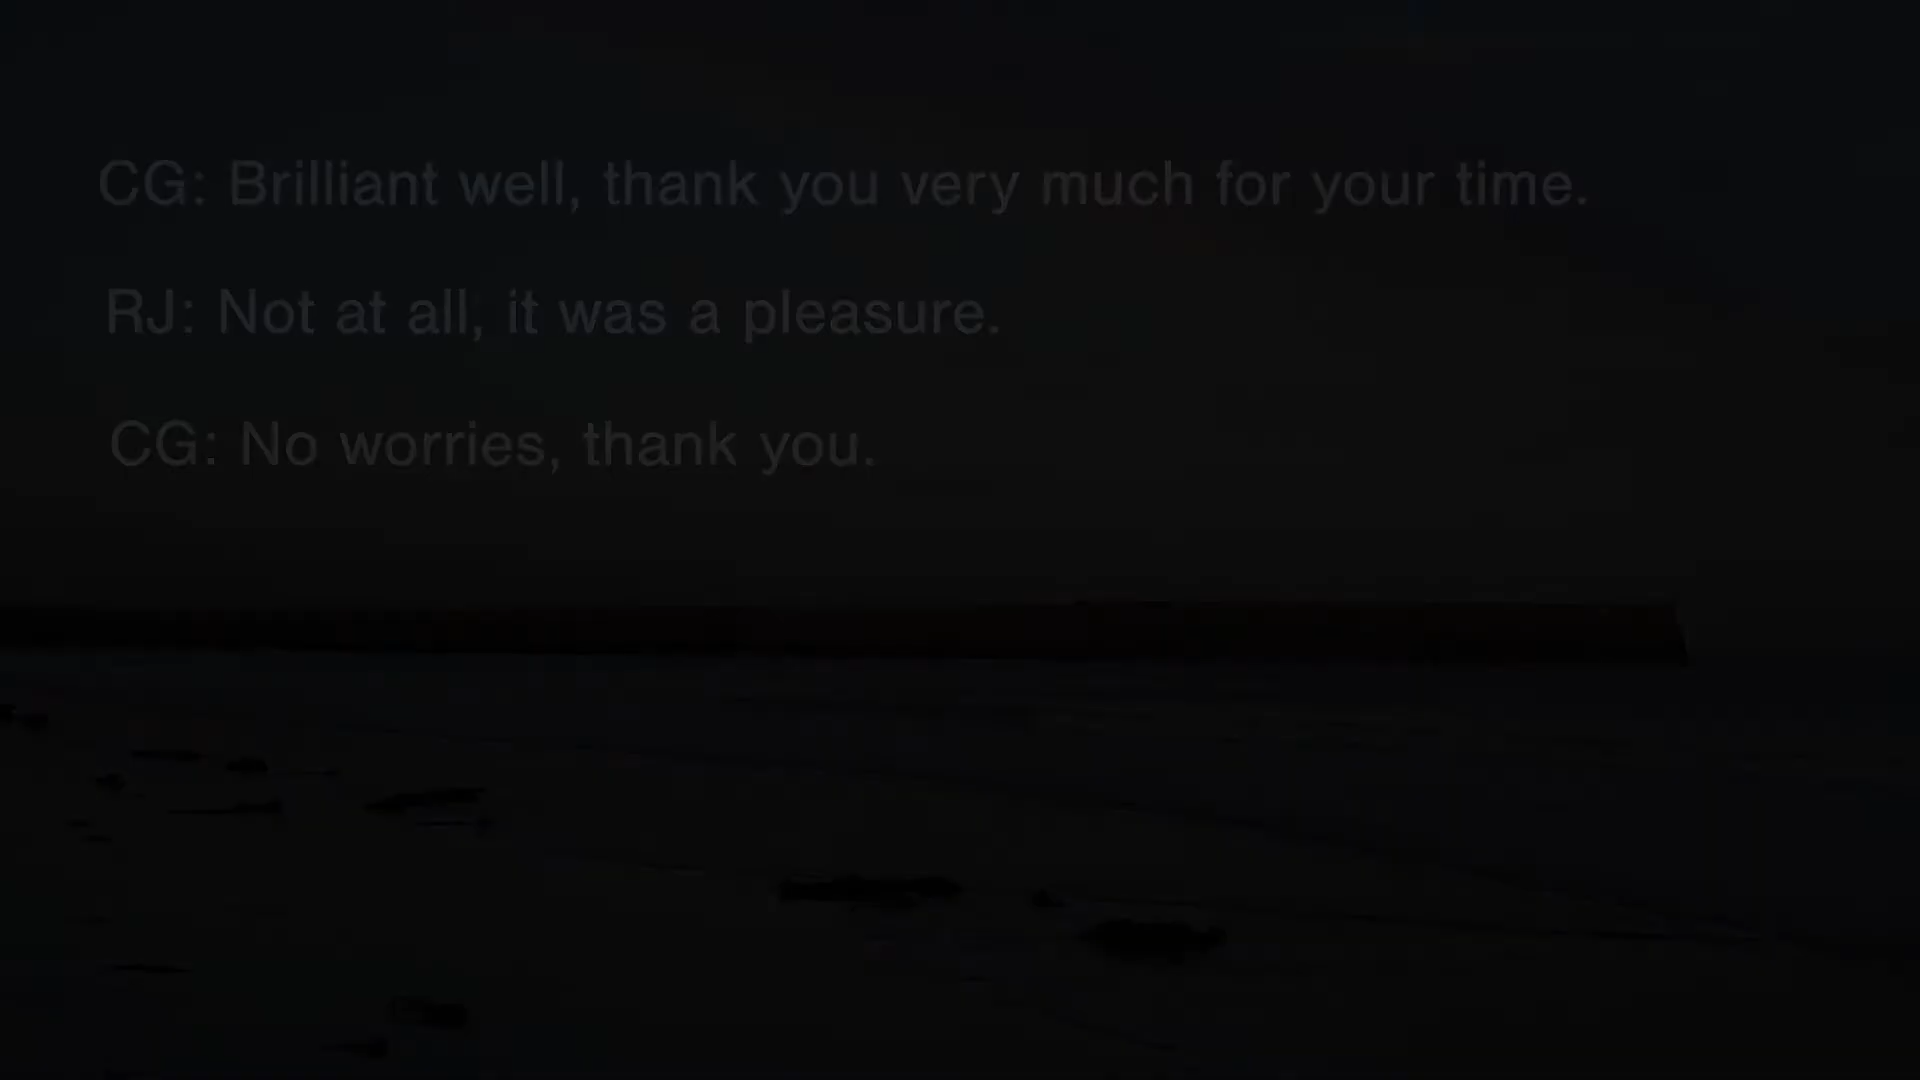 CG: Brilliant well, thank you very much for your time.
RJ: Not at all, it was a pleasure.
CG: No worries, thank you.